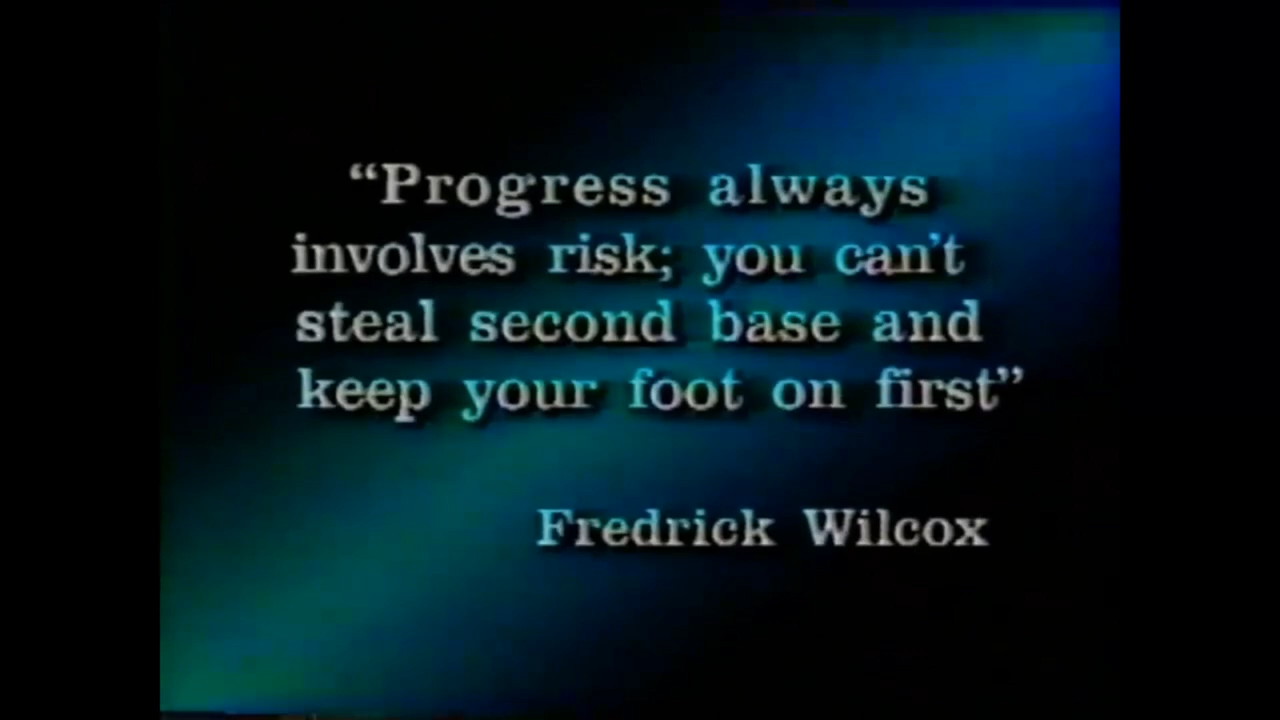 “Progress always
involves risk; you can't
steal second base and
keep your foot on first”
Fredrick Wilcox